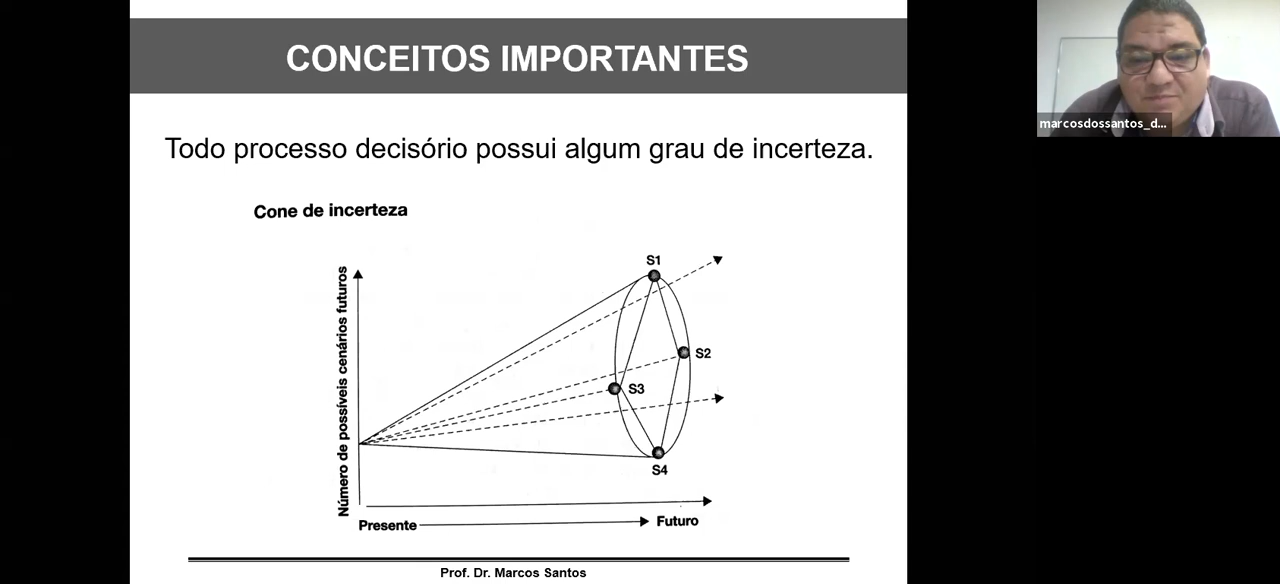 CONCEITOS IMPORTANTES
marcosdossantos_d...
Todo processo decisório possui algum grau de incerteza.
Cone de incerteza
Número de possíveis cenários futuros
S1
S2
S3
S4
Presente
Futuro
Prof. Dr. Marcos Santos